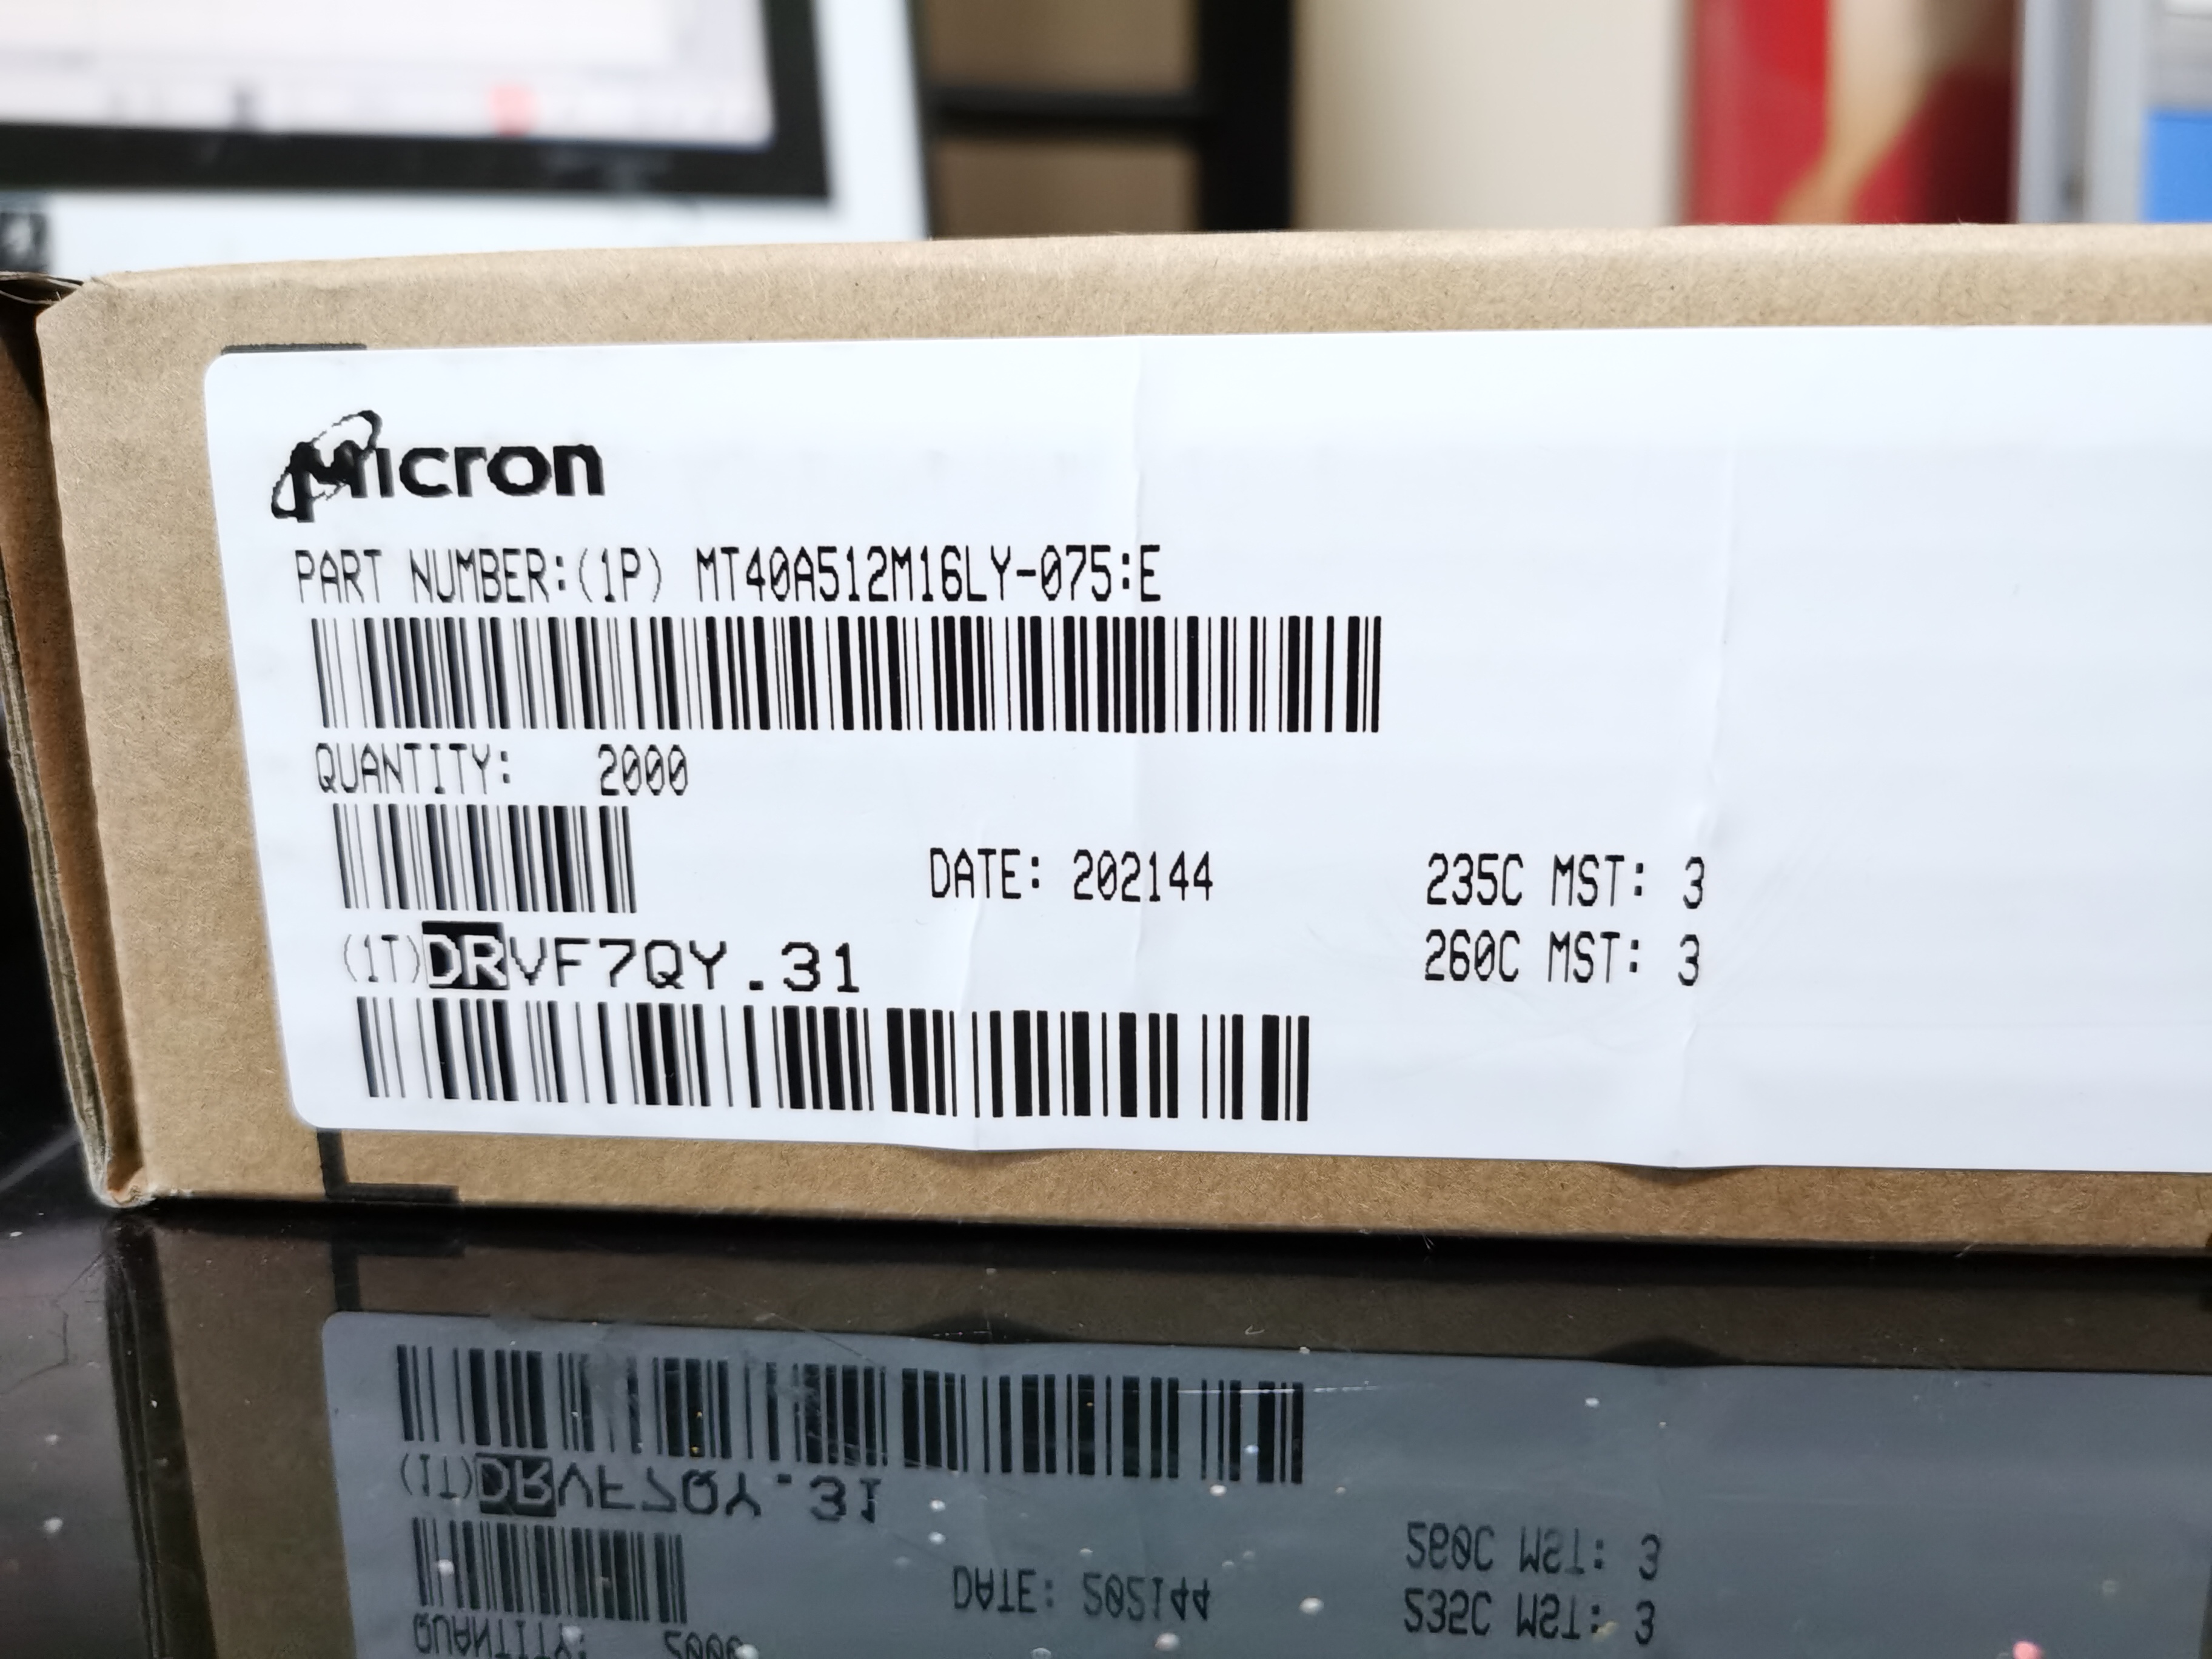 Micron
PART NUMBER:(1P) MT40A512M16LY-075:E
QUANTITY: 2000
DATE: 202144
235C MST: 3
(1T)DRVF7QY.31
260C MST: 3